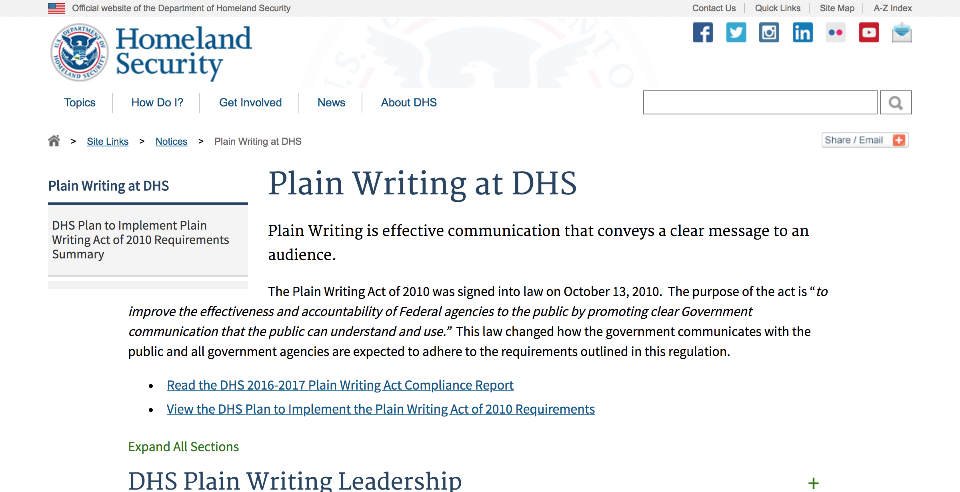 Official website of the Department of Homeland Security
Contact Us
Quick Links
Site Map
A-Z Index
U.S. DEPARTMENT OF HOMELAND SECURITY
Homeland
Security
Topics
How Do I?
Get Involved
News
About DHS
> Site Links > Notices > Plain Writing at DHS
Share / Email
Plain Writing at DHS
DHS Plan to Implement Plain
Writing Act of 2010 Requirements
Summary
Plain Writing at DHS
Plain Writing is effective communication that conveys a clear message to an
audience.
The Plain Writing Act of 2010 was signed into law on October 13, 2010.  The purpose of the act is “to
improve the effectiveness and accountability of Federal agencies to the public by promoting clear Government
communication that the public can understand and use.”  This law changed how the government communicates with the
public and all government agencies are expected to adhere to the requirements outlined in this regulation.
• Read the DHS 2016-2017 Plain Writing Act Compliance Report
• View the DHS Plan to Implement the Plain Writing Act of 2010 Requirements
Expand All Sections
DHS Plain Writing Leadership +